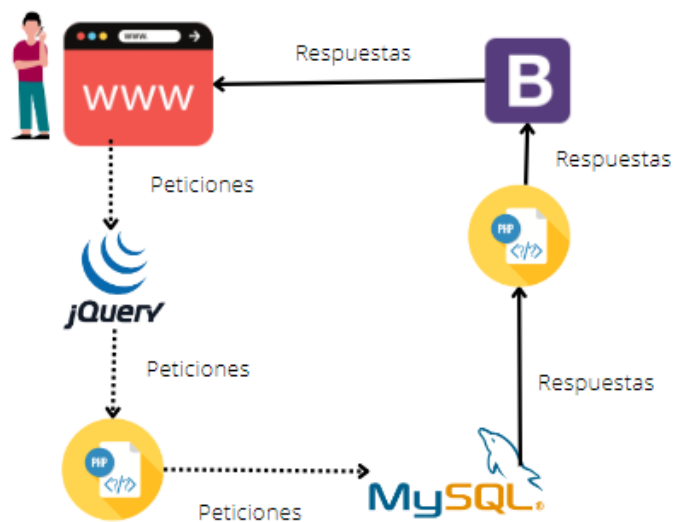 www.
WWW
Respuestas
B
Respuestas
Peticiones
PHP
</>
jQuery
Peticiones
Respuestas
PHP
</>
MySQL®
Peticiones